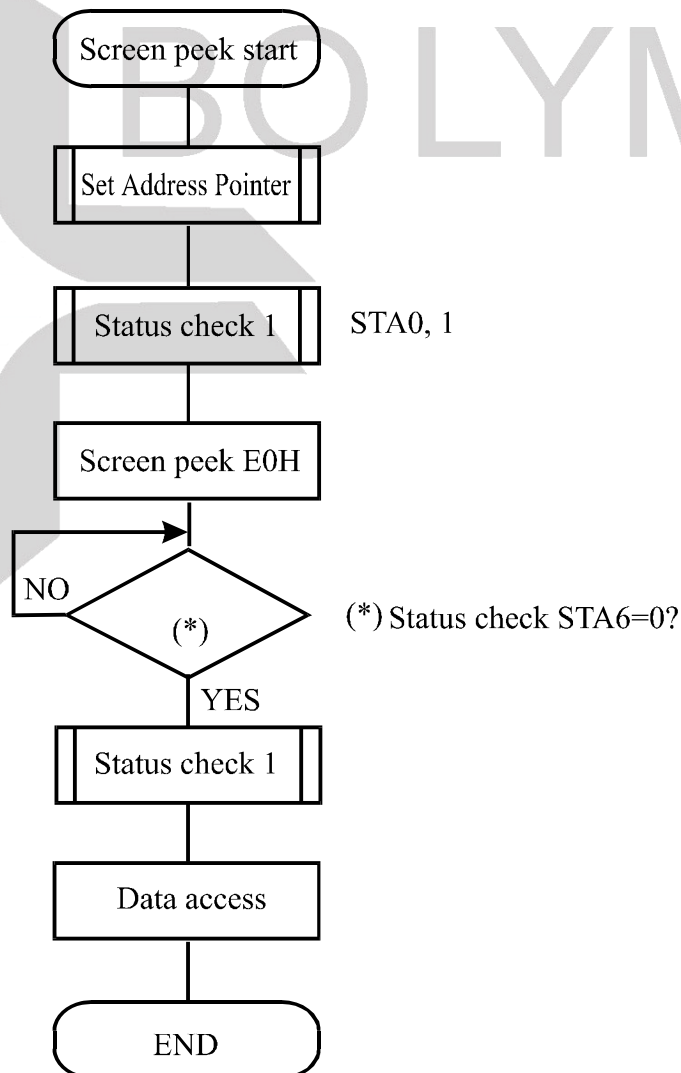 BOLYM
Screen peek start
Set Address Pointer
Status check 1
STA0, 1
Screen peek E0H
NO
(*)
(*) Status check STA6=0?
YES
Status check 1
Data access
END